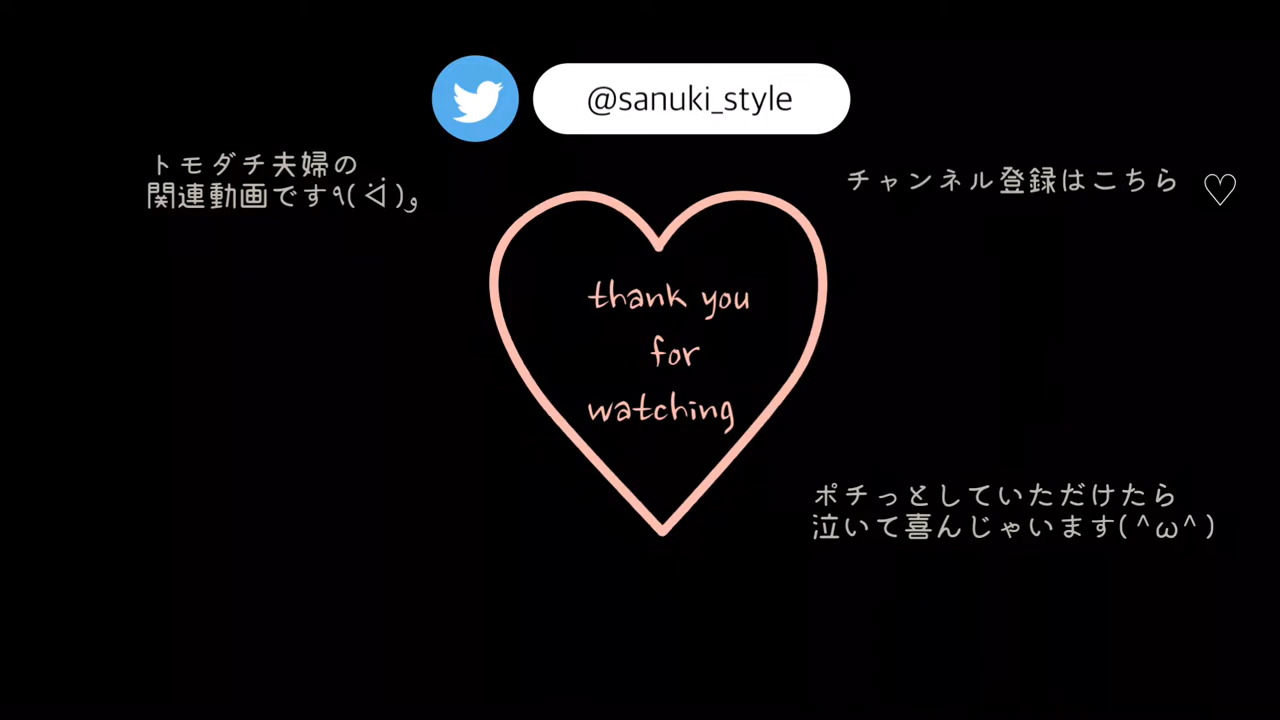 @sanuki_style
トモダチ夫婦の
関連動画です٩( ᐛ )و
チャンネル登録はこちら ♡
thank you
for
watching
ポチっとしていただけたら
泣いて喜んじゃいます(^ω^)